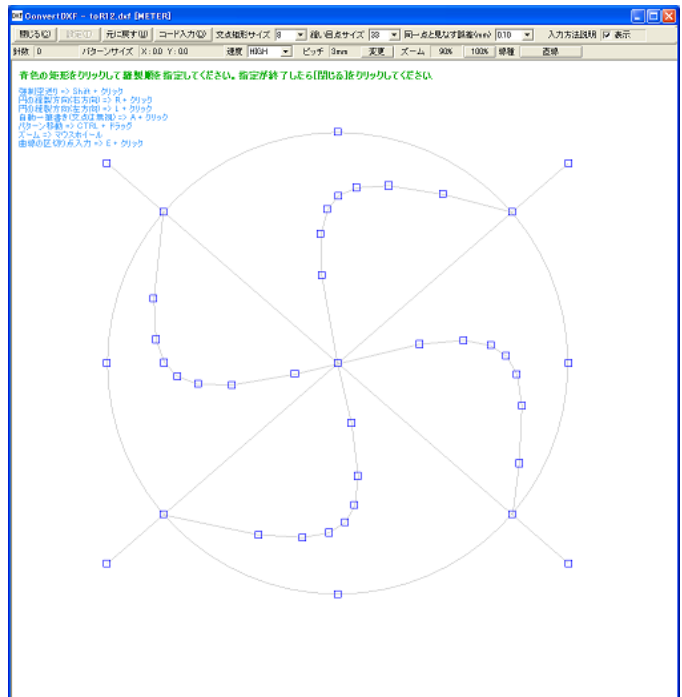 ConvertDXF - toR12.dxf [METER]
閉じる(C) 設定(T) 元に戻す(U) コード入力(D) 交点矩形サイズ 8 縫い目点サイズ 33 同一点と見なす誤差(mm) 0.10 入力方法説明 表示
針数 0 パターンサイズ X : 0.0 Y : 0.0 速度 HIGH ピッチ 3mm 変更 ズーム 90% 100% 線種 直線
青色の矩形をクリックして縫製順を指定してください。指定が終了したら[閉じる]をクリックしてください
強制空送り => Shift + クリック
円の縫製方向(右方向) => R + クリック
円の縫製方向(左方向) => L + クリック
自動一筆書き(交点は無視) => A + クリック
パターン移動 => CTRL + ドラッグ
ズーム => マウスホイール
曲線の区切り点入力 => E + クリック